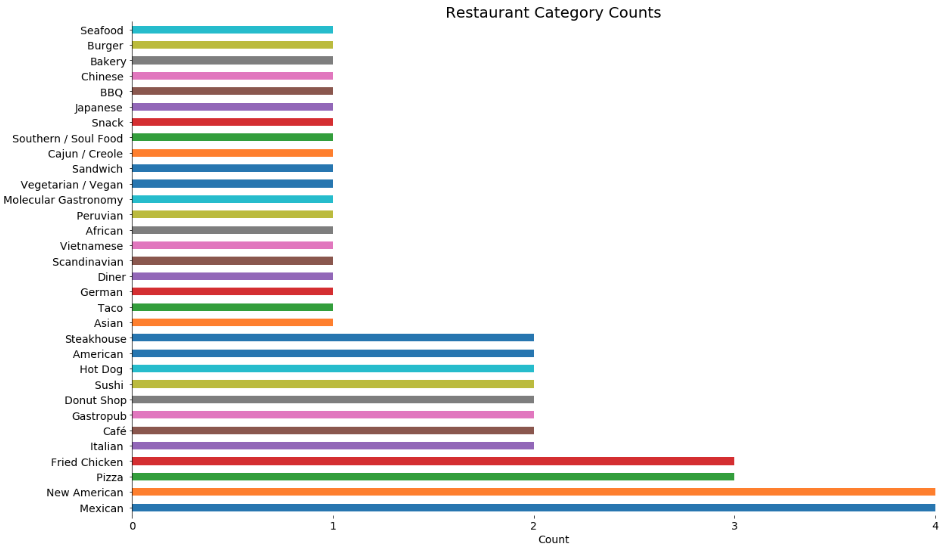 Restaurant Category Counts
Seafood
Burger
Bakery
Chinese
BBQ
Japanese
Snack
Southern / Soul Food
Cajun / Creole
Sandwich
Vegetarian / Vegan
Molecular Gastronomy
Peruvian
African
Vietnamese
Scandinavian
Diner
German
Taco
Asian
Steakhouse
American
Hot Dog
Sushi
Donut Shop
Gastropub
Café
Italian
Fried Chicken
Pizza
New American
Mexican
0 1 2 3 4
Count